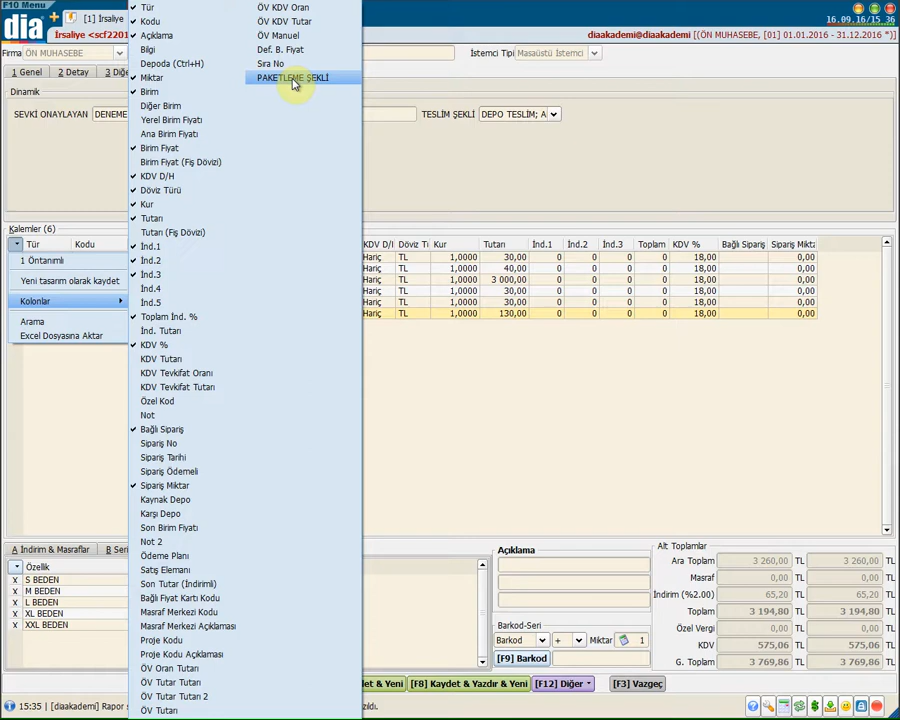 F10 Menu
dia
[1] İrsaliye
İrsaliye <scf2201
16.09.16/15 36
diaakademi@diaakademi [(ÖN MUHASEBE, [01] 01.01.2016 - 31.12.2016 )]
Firma ÖN MUHASEBE
İstemci Tipi Masaüstü İstemci
1 Genel
2 Detay
Dinamik
SEVKİ ONAYLAYAN
TESLİM ŞEKLİ DEPO TESLİM; A
Kalemler (6)
Tür Kodu
KDV D/H Döviz Tü Kur Tutarı İnd.1 İnd.2 İnd.3 Toplam KDV % Bağlı Sipariş Sipariş Mikta
Hariç TL 1,0000 30,00 0 0 0 0 18,00 0,00
Hariç TL 1,0000 40,00 0 0 0 0 18,00 0,00
Hariç TL 1,0000 3 000,00 0 0 0 0 18,00 0,00
Hariç TL 1,0000 30,00 0 0 0 0 18,00 0,00
Hariç TL 1,0000 30,00 0 0 0 0 18,00 0,00
Hariç TL 1,0000 130,00 0 0 0 0 18,00 0,00
1 Öntanımlı
Yeni tasarım olarak kaydet
Kolonlar
Arama
Excel Dosyasına Aktar
Tür
Kodu
Açıklama
Bilgi
Depoda (Ctrl+H)
Miktar
Birim
Diğer Birim
Yerel Birim Fiyatı
Ana Birim Fiyatı
Birim Fiyat
Birim Fiyat (Fiş Dövizi)
KDV D/H
Döviz Türü
Kur
Tutarı
Tutarı (Fiş Dövizi)
İnd.1
İnd.2
İnd.3
İnd.4
İnd.5
Toplam İnd. %
İnd. Tutarı
KDV %
KDV Tutarı
KDV Tevkifat Oranı
KDV Tevkifat Tutarı
Özel Kod
Not
Bağlı Sipariş
Sipariş No
Sipariş Tarihi
Sipariş Ödemeli
Sipariş Miktar
Kaynak Depo
Karşı Depo
Son Birim Fiyatı
Not 2
Ödeme Planı
Satış Elemanı
Son Tutar (İndirimli)
Bağlı Fiyat Kartı Kodu
Masraf Merkezi Kodu
Masraf Merkezi Açıklaması
Proje Kodu
Proje Kodu Açıklaması
ÖV Oran Tutarı
ÖV Tutar Tutarı
ÖV Tutar Tutarı 2
ÖV Tutarı
ÖV KDV Oran
ÖV KDV Tutar
ÖV Manuel
Def. B. Fiyat
Sıra No
PAKETLEME ŞEKLİ
A İndirim & Masraflar
Özellik
X S BEDEN
X M BEDEN
X L BEDEN
X XL BEDEN
X XXL BEDEN
Açıklama
Barkod-Seri
Barkod + Miktar 1
[F9] Barkod
Alt Toplamlar
Ara Toplam 3 260,00 TL 3 260,00 TL
Masraf 0,00 TL 0,00 TL
İndirim (%2.00) 65,20 TL 65,20 TL
Toplam 3 194,80 TL 3 194,80 TL
Özel Vergi 0,00 TL 0,00 TL
KDV 575,06 TL 575,06 TL
G. Toplam 3 769,86 TL 3 769,86 TL
[F8] Kaydet & Yazdır & Yeni
[F12] Diğer
[F3] Vazgeç
15:35 (diaakademi) Rapor